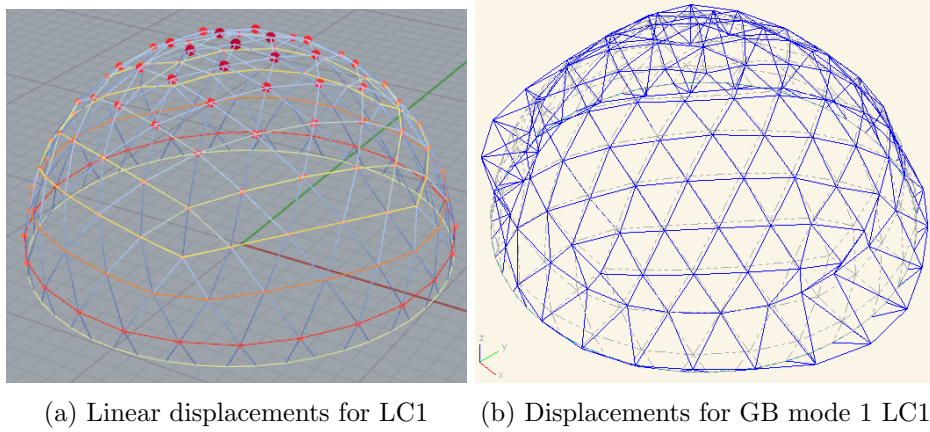 z
y
x
(a) Linear displacements for LC1
(b) Displacements for GB mode 1 LC1